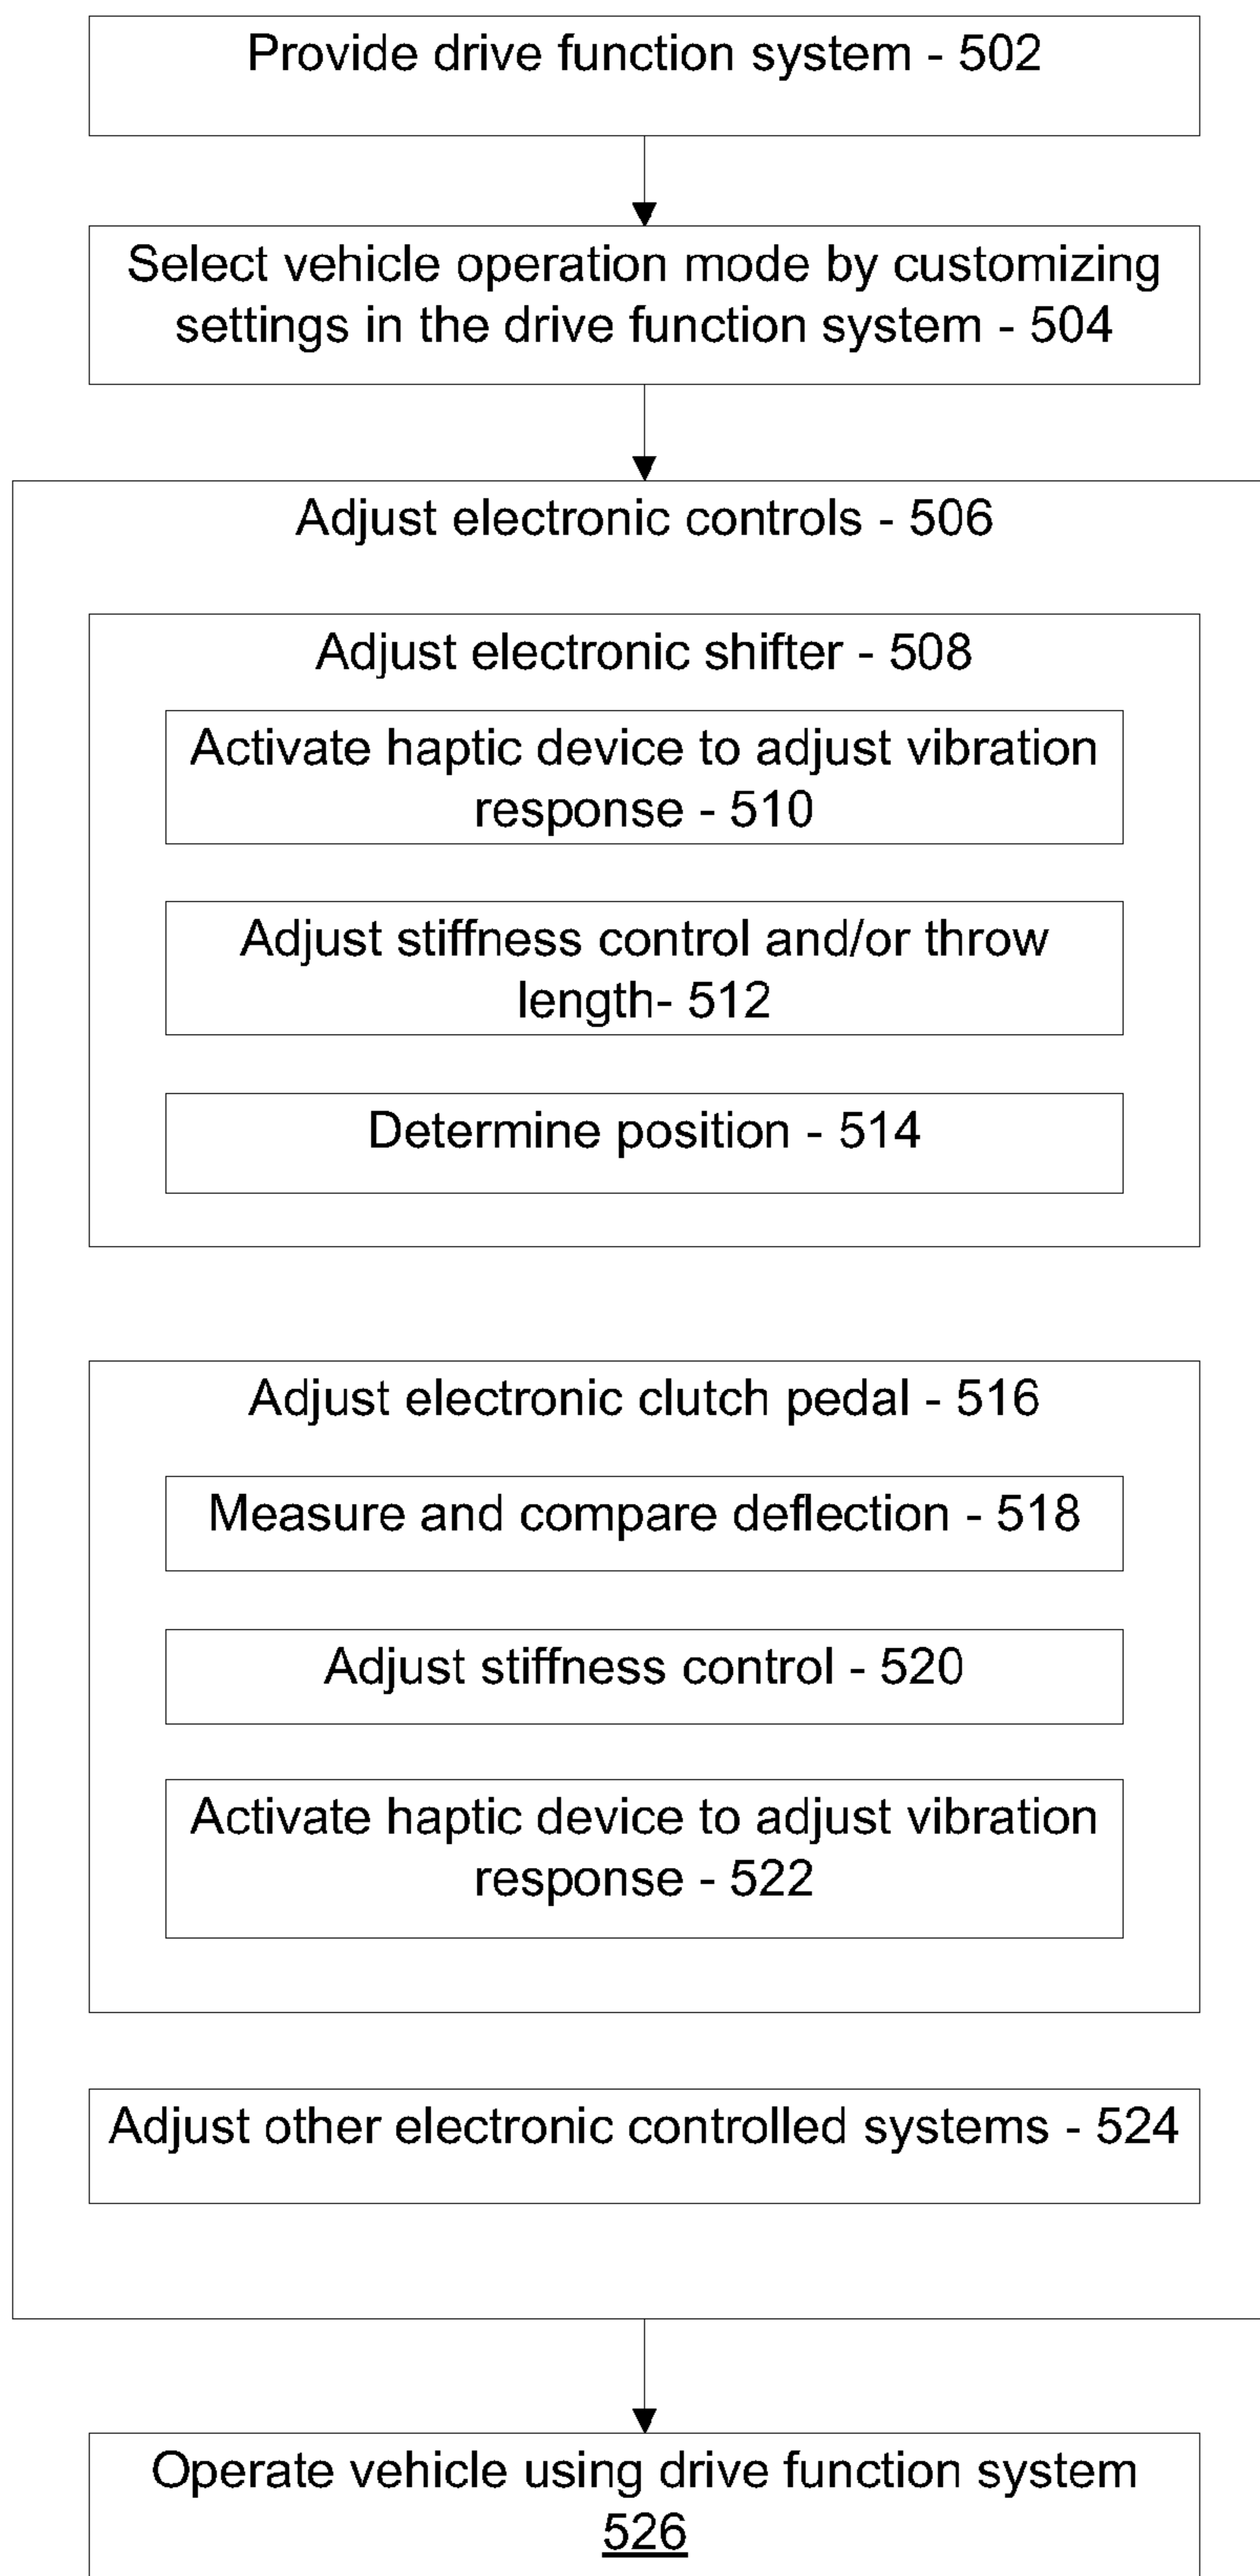 Provide drive function system - 502
Select vehicle operation mode by customizing
settings in the drive function system - 504
Adjust electronic controls - 506
Adjust electronic shifter - 508
Activate haptic device to adjust vibration
response - 510
Adjust stiffness control and/or throw
length- 512
Determine position - 514
Adjust electronic clutch pedal - 516
Measure and compare deflection - 518
Adjust stiffness control - 520
Activate haptic device to adjust vibration
response - 522
Adjust other electronic controlled systems - 524
Operate vehicle using drive function system
526